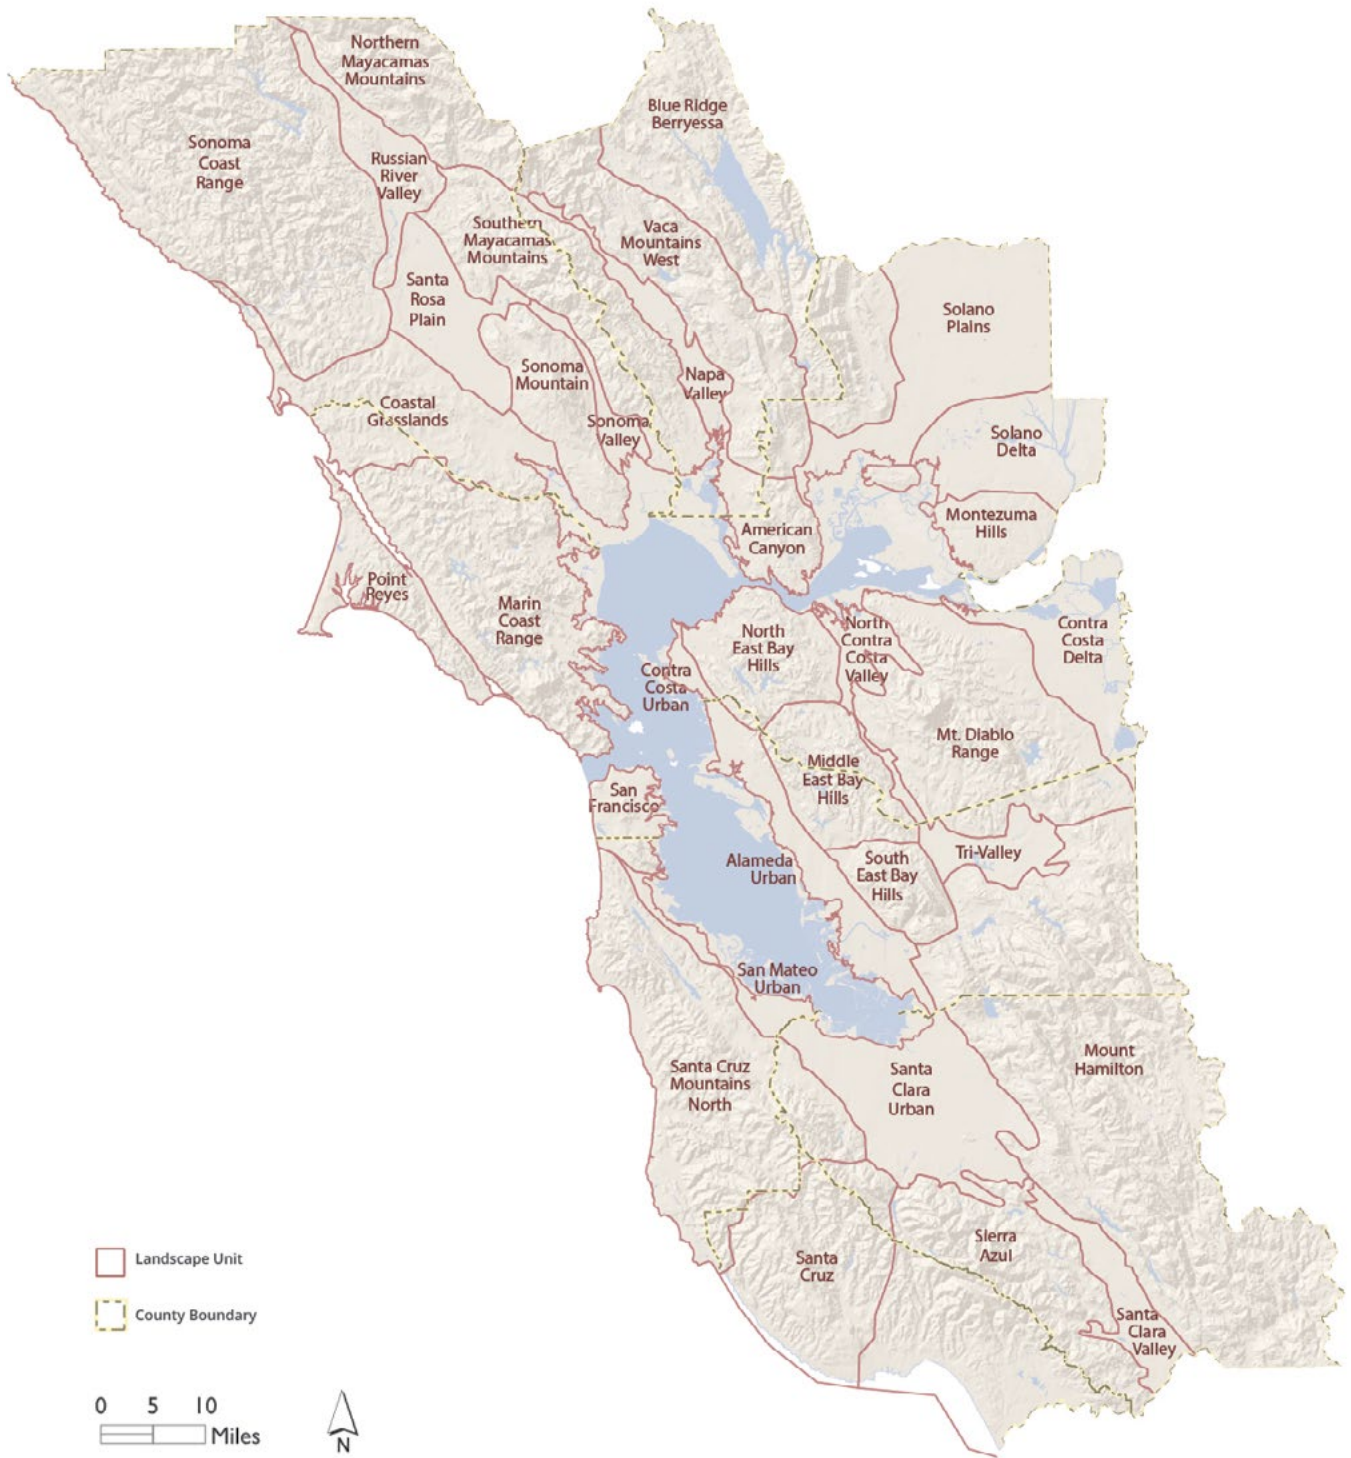 Northern
Mayacamas
Mountains
Blue Ridge
Berryessa
Sonoma
Coast
Range
Russian
River
Valley
Southern
Mayacamas
Mountains
Vaca
Mountains
West
Santa
Rosa
Plain
Solano
Plains
Sonoma
Mountain
Napa
Valley
Coastal
Grasslands
Sonoma
Valley
Solano
Delta
American
Canyon
Montezuma
Hills
Point
Reyes
Marin
Coast
Range
North
East Bay
Hills
North
Contra
Costa
Valley
Contra
Costa
Delta
Contra
Costa
Urban
Mt. Diablo
Range
Middle
East Bay
Hills
San
Francisco
Alameda
Urban
South
East Bay
Hills
Tri-Valley
San Mateo
Urban
Santa Cruz
Mountains
North
Santa
Clara
Urban
Mount
Hamilton
Santa
Cruz
Sierra
Azul
Santa
Clara
Valley
Landscape Unit
County Boundary
0 5 10
Miles
N